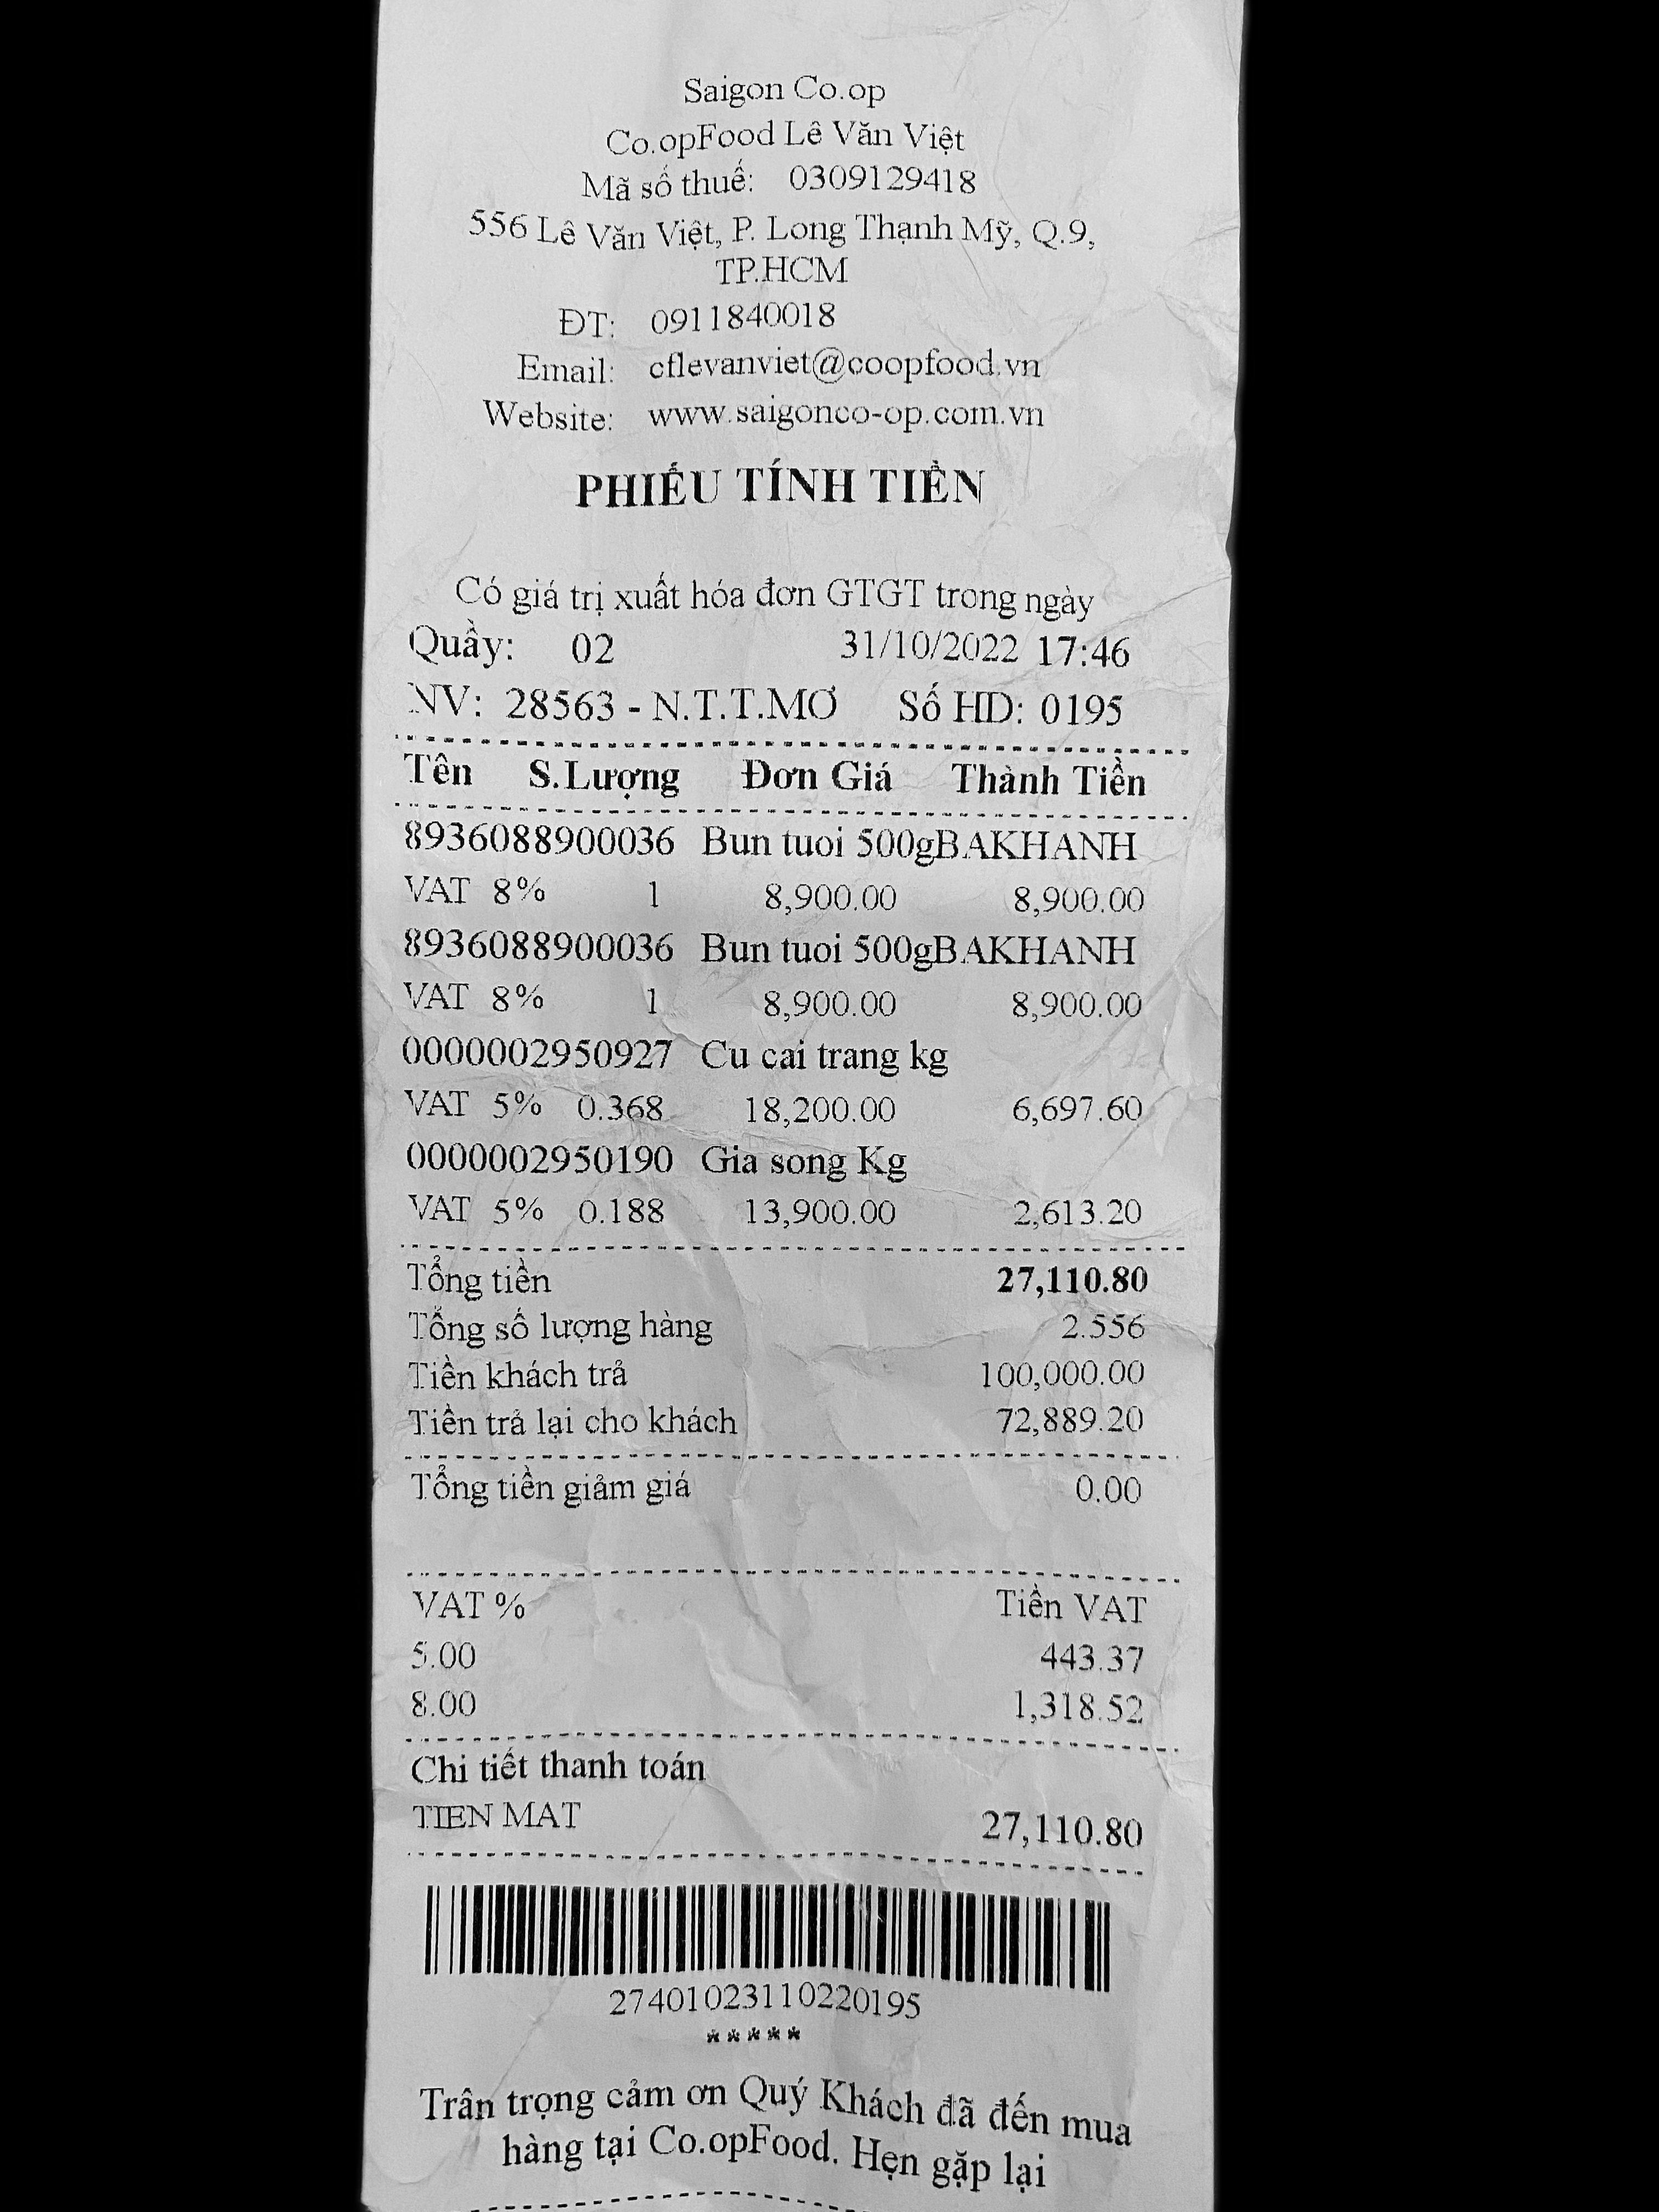 Saigon Co.op
Co.opFood Lê Văn Việt
Mã số thuế: 0309129418
556 Lê Văn Việt, P. Long Thạnh Mỹ, Q.9,
TP.HCM
ĐT: 0911840018
Email: cflevanviet@coopfood.vn
Website: www.saigonco-op.com.vn
PHIẾU TÍNH TIỀN
Có giá trị xuất hóa đơn GTGT trong ngày
Quầy: 02 31/10/2022 17:46
NV: 28563 - N.T.T.MƠ Số HD: 0195
Tên S.Lượng Đơn Giá Thành Tiền
8936088900036 Bun tuoi 500gBAKHANH
VAT 8% 1 8,900.00 8,900.00
8936088900036 Bun tuoi 500gBAKHANH
VAT 8% 1 8,900.00 8,900.00
0000002950927 Cu cai trang kg
VAT 5% 0.368 18,200.00 6,697.60
0000002950190 Gia song Kg
VAT 5% 0.188 13,900.00 2,613.20
Tổng tiền 27,110.80
Tổng số lượng hàng 2.556
Tiền khách trả 100,000.00
Tiền trả lại cho khách 72,889.20
Tổng tiền giảm giá 0.00
VAT % Tiền VAT
5.00 443.37
8.00 1,318.52
Chi tiết thanh toán
TIEN MAT 27,110.80
27401023110220195
*****
Trân trọng cảm ơn Quý Khách đã đến mua
hàng tại Co.opFood. Hẹn gặp lại